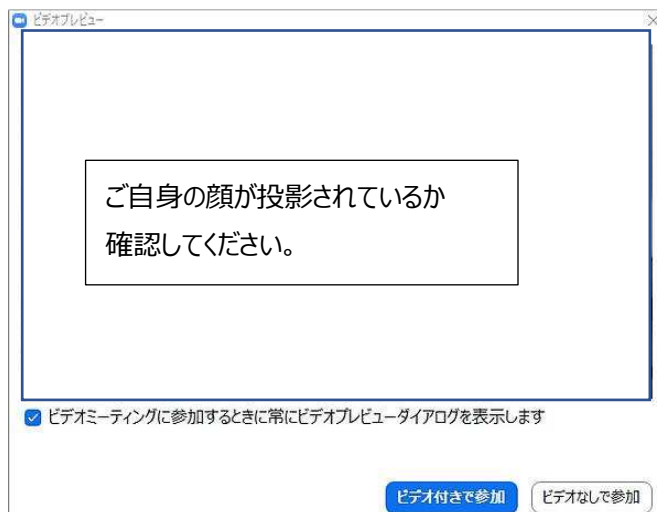 ビデオプレビュー
ご自身の顔が投影されているか
確認してください。
ビデオミーティングに参加するときに常にビデオプレビューダイアログを表示します
ビデオ付きで参加
ビデオなしで参加